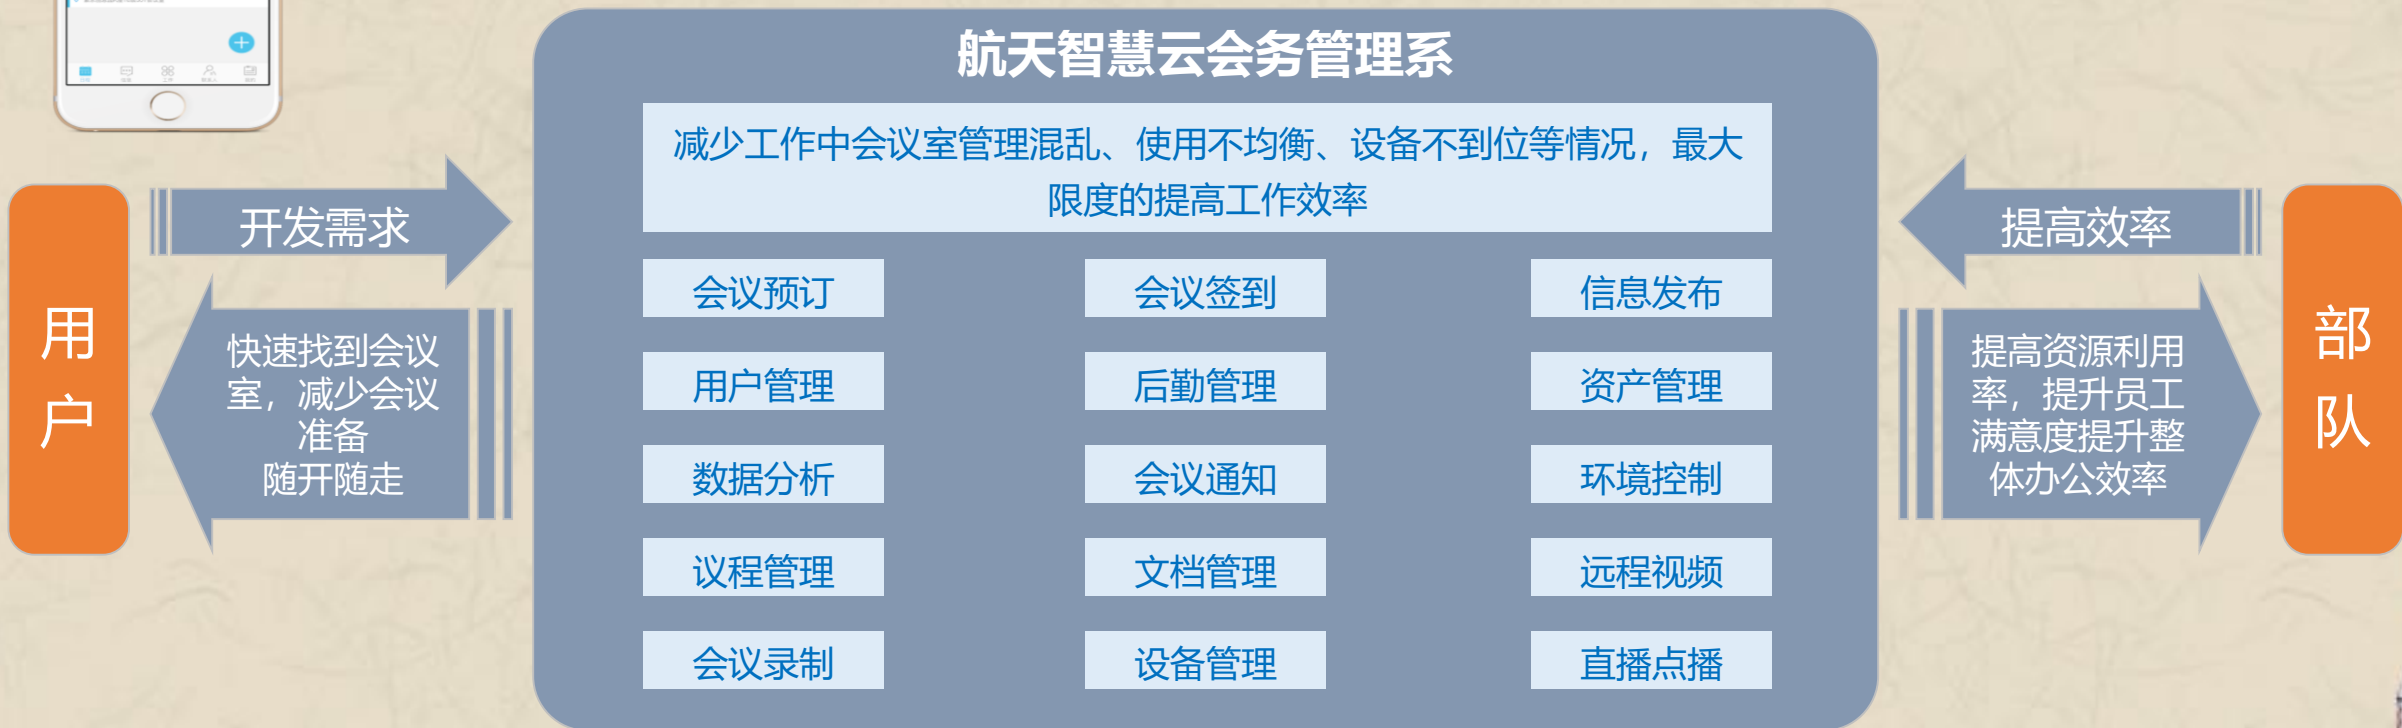 航天智慧云会务管理系
减少工作中会议室管理混乱、使用不均衡、设备不到位等情况，最大
限度的提高工作效率
开发需求
提高效率
用
户
快速找到会议
室，减少会议
准备
随开随走
会议预订
会议签到
信息发布
用户管理
后勤管理
资产管理
数据分析
会议通知
环境控制
议程管理
文档管理
远程视频
会议录制
设备管理
直播点播
提高资源利用
率，提升员工
满意度提升整
体办公效率
部
队